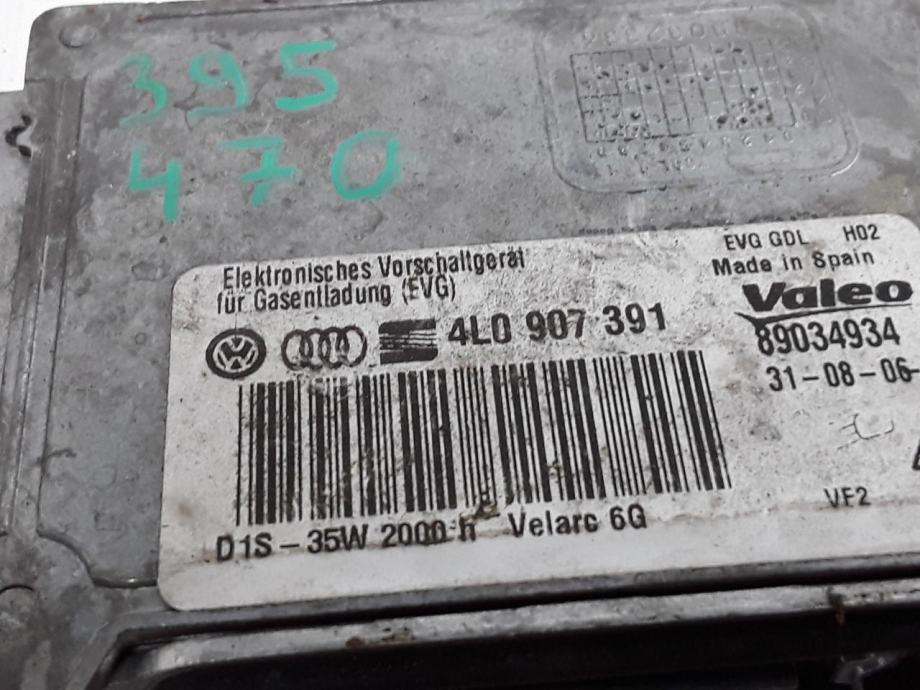 395
470
Elektronisches Vorschaltgerät
für Gasentladung (EVG)
4L0 907 391
EVG GDL H02
Made in Spain
Valeo
89034934
31-08-06-
D1S - 35W 2000 h Velarc 6G
VF2